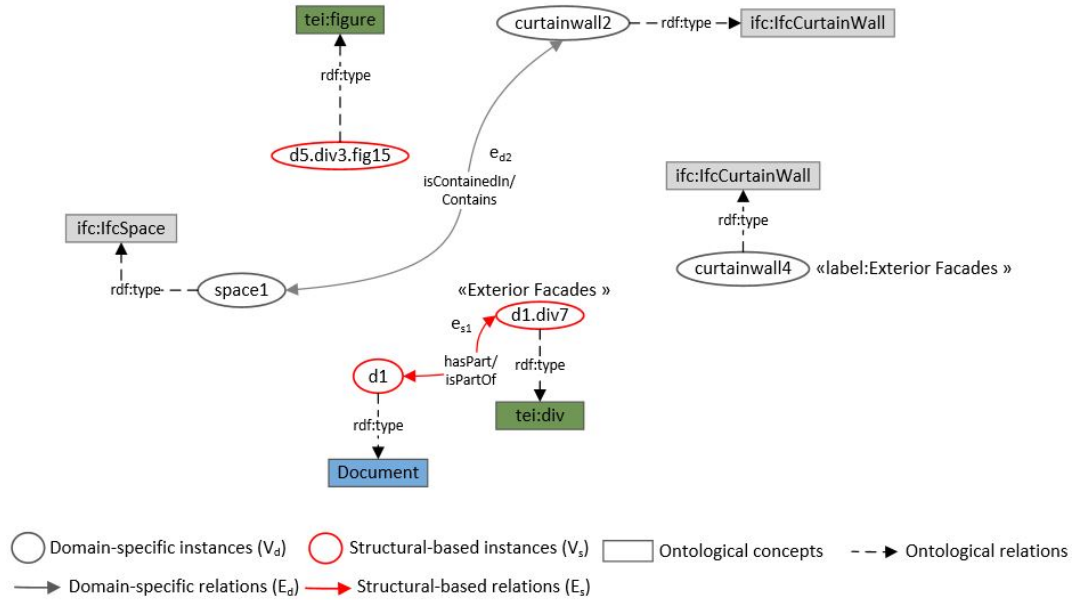 tei:figure
curtainwall2
rdf:type
ifc:IfcCurtainWall
rdf:type
d5.div3.fig15
ed2
isContainedIn/
Contains
ifc:IfcCurtainWall
rdf:type
ifc:IfcSpace
curtainwall4
«label:Exterior Facades »
rdf:type
space1
«Exterior Facades »
d1.div7
es1
hasPart/
isPartOf
rdf:type
d1
tei:div
rdf:type
Document
Domain-specific instances (Vd)
Structural-based instances (Vs)
Ontological concepts
Ontological relations
Domain-specific relations (Ed)
Structural-based relations (Es)